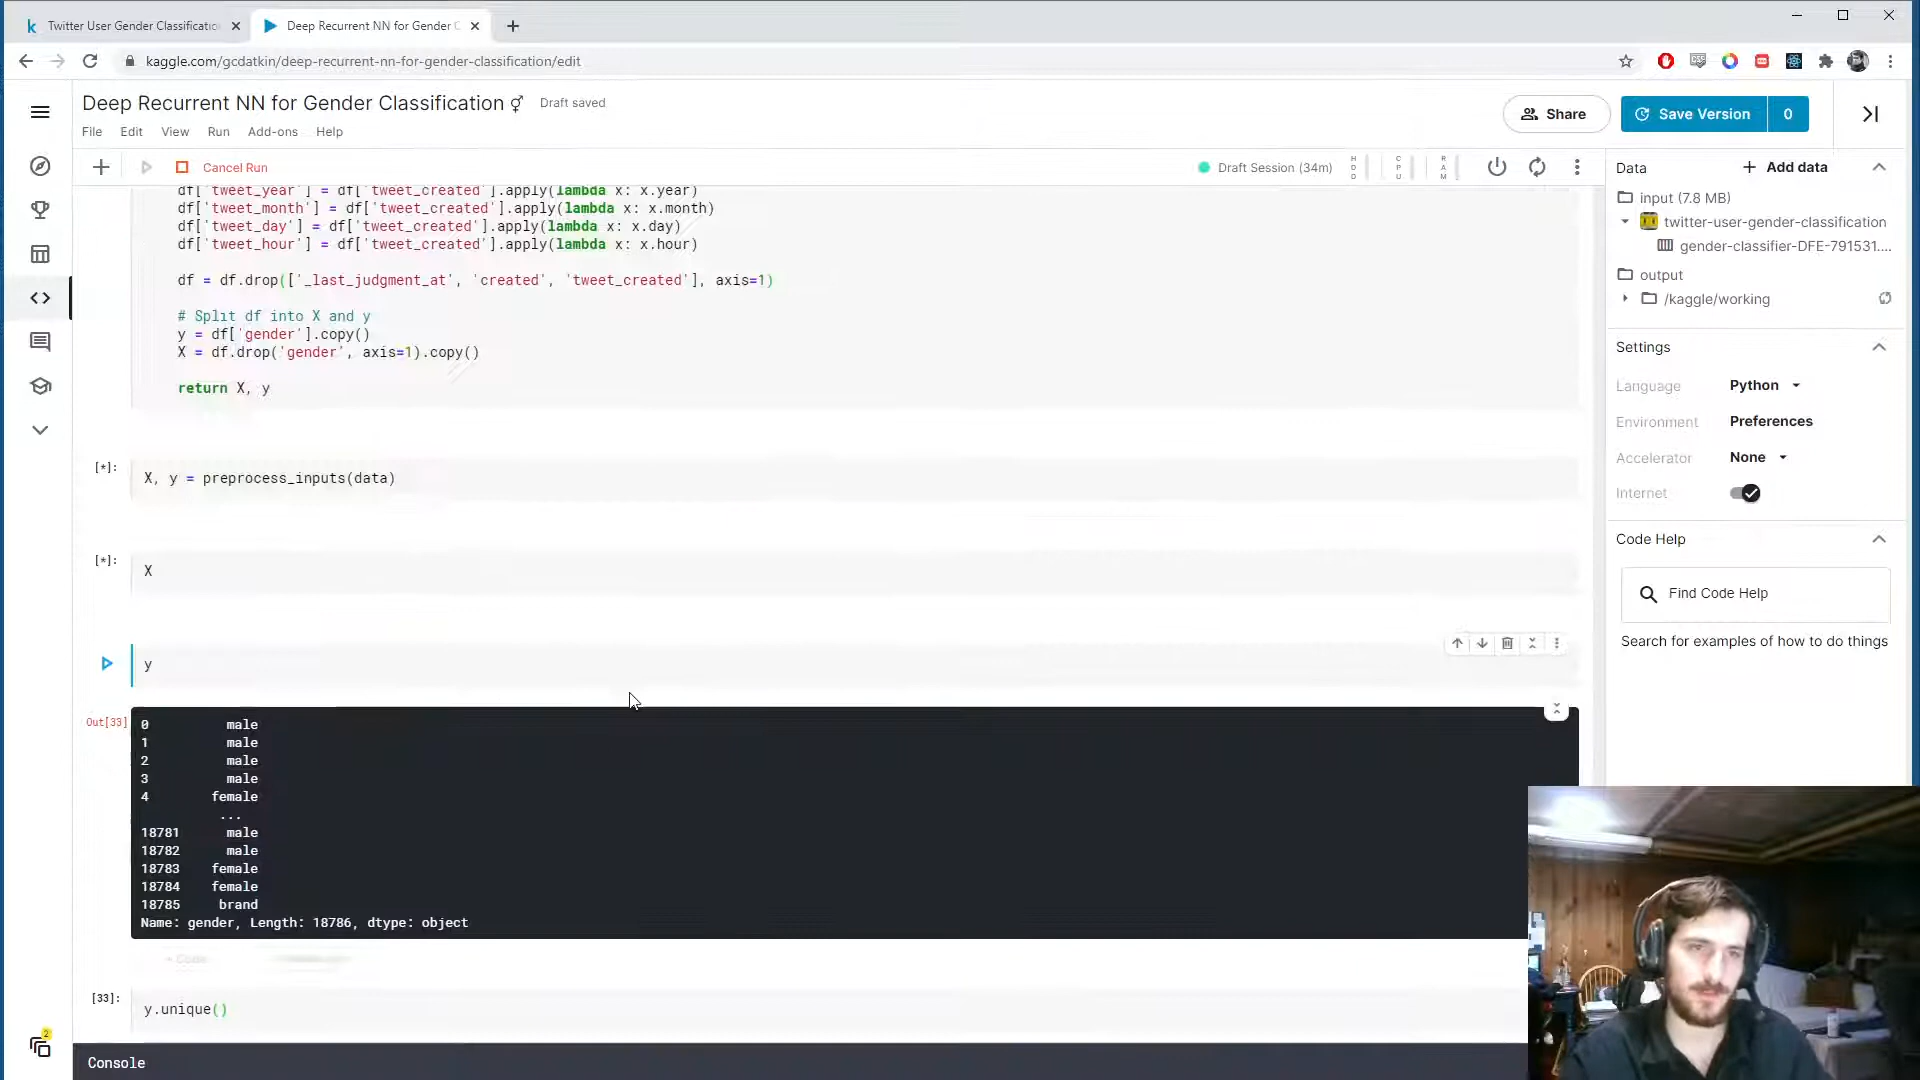 Twitter User Gender Classificatio
Deep Recurrent NN for Gender C
kaggle.com/gcdatkin/deep-recurrent-nn-for-gender-classification/edit
Deep Recurrent NN for Gender Classification ⚥ Draft saved
File Edit View Run Add-ons Help
Share
Save Version 0
Cancel Run
Draft Session (34m)
HDD
CPU
RAM
df['tweet_year'] = df['tweet_created'].apply(lambda x: x.year)
df['tweet_month'] = df['tweet_created'].apply(lambda x: x.month)
df['tweet_day'] = df['tweet_created'].apply(lambda x: x.day)
df['tweet_hour'] = df['tweet_created'].apply(lambda x: x.hour)
df = df.drop(['_last_judgment_at', 'created', 'tweet_created'], axis=1)
# Split df into X and y
y = df['gender'].copy()
X = df.drop('gender', axis=1).copy()
return X, y
[*]: X, y = preprocess_inputs(data)
[*]: X
y
Out[33]
0 male
1 male
2 male
3 male
4 female
...
18781 male
18782 male
18783 female
18784 female
18785 brand
Name: gender, Length: 18786, dtype: object
+ Code
[33]: y.unique()
Console
2
Data
+ Add data
input (7.8 MB)
twitter-user-gender-classification
gender-classifier-DFE-791531....
output
/kaggle/working
Settings
Language Python
Environment Preferences
Accelerator None
Internet
Code Help
Find Code Help
Search for examples of how to do things